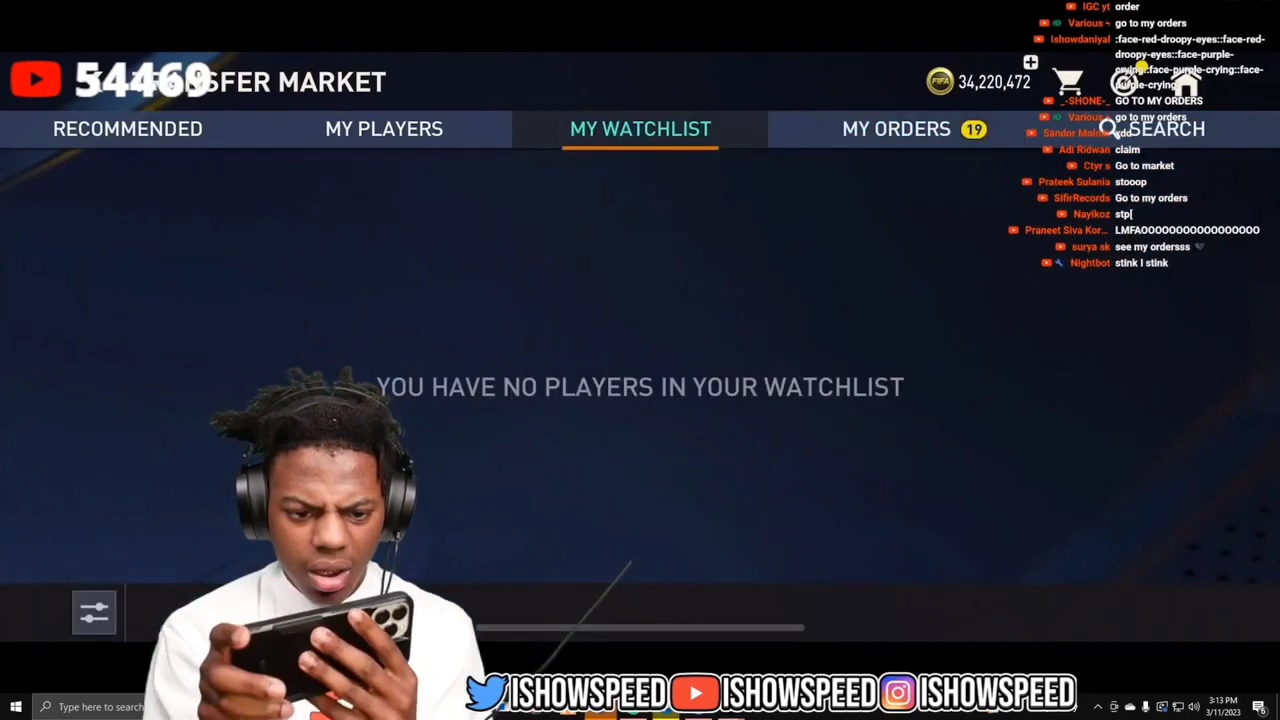 IGC yt order
Various go to my orders
Ishowdaniyal :face-red-droopy-eyes::face-red-
droopy-eyes::face-purple-
crying::face-purple-crying::face-
purple-crying
54469
TRANSFER MARKET
34,220,472
_-SHONE-_ GO TO MY ORDERS
Various go to my orders
RECOMMENDED
MY PLAYERS
MY WATCHLIST
MY ORDERS 19
SEARCH
Adi Ridwan claim
Ctyr s Go to market
Prateek Sulania stooop
SifirRecords Go to my orders
Nayikoz stp[
Praneet Siva Kor... LMFAOOOOOOOOOOOOOOOOO
surya sk see my ordersss
Nightbot stink I stink
YOU HAVE NO PLAYERS IN YOUR WATCHLIST
ISHOWSPEED ISHOWSPEED ISHOWSPEED
Type here to search
3:13 PM
3/11/2023